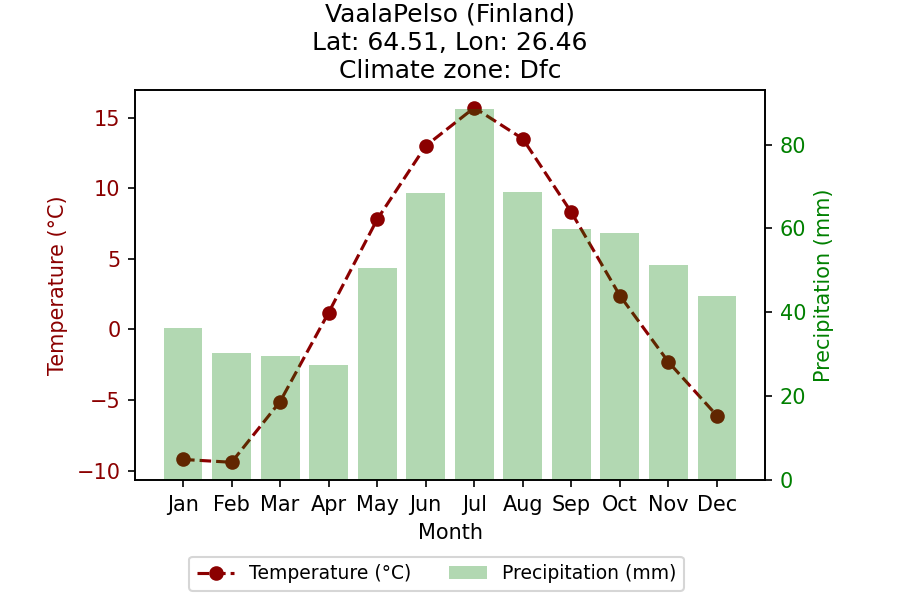 VaalaPelso (Finland)
Lat: 64.51, Lon: 26.46
Climate zone: Dfc
Temperature (°C)
15
10
5
0
−5
−10
80
60
40
20
0
Precipitation (mm)
Jan Feb Mar Apr May Jun Jul Aug Sep Oct Nov Dec
Month
Temperature (°C) Precipitation (mm)